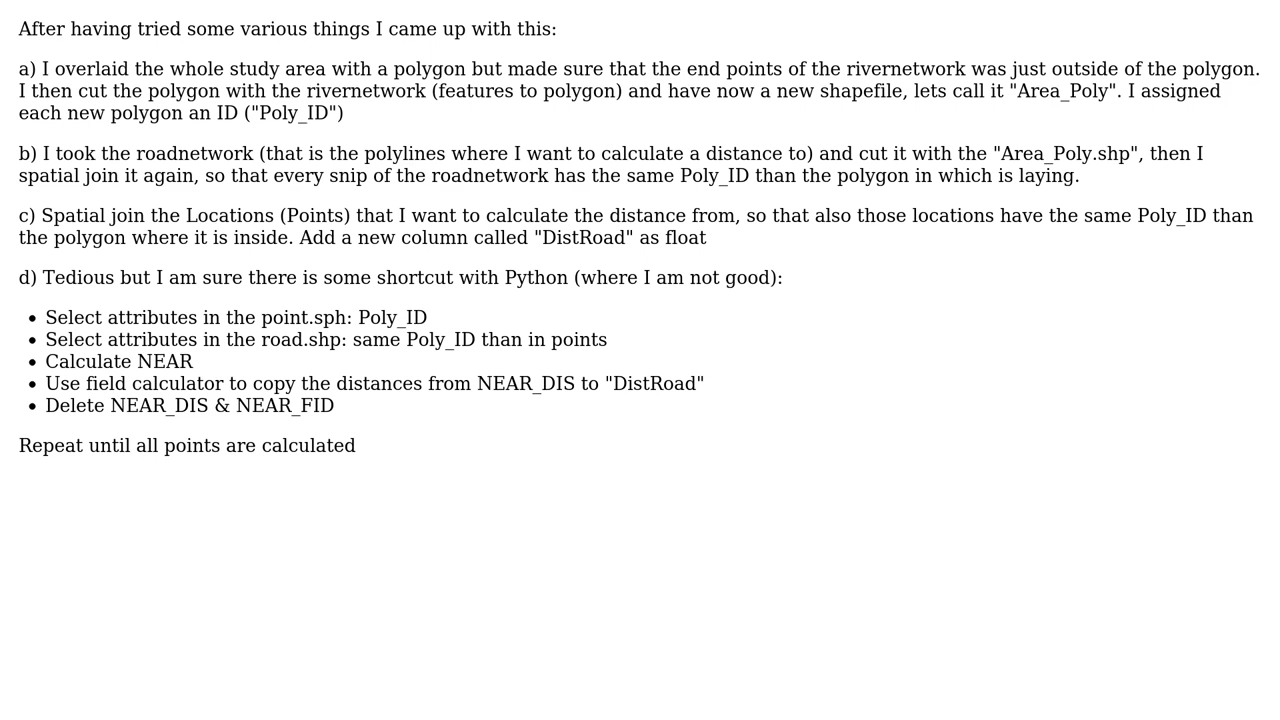 After having tried some various things I came up with this:
a) I overlaid the whole study area with a polygon but made sure that the end points of the rivernetwork was just outside of the polygon.
I then cut the polygon with the rivernetwork (features to polygon) and have now a new shapefile, lets call it "Area_Poly". I assigned
each new polygon an ID ("Poly_ID")
b) I took the roadnetwork (that is the polylines where I want to calculate a distance to) and cut it with the "Area_Poly.shp", then I
spatial join it again, so that every snip of the roadnetwork has the same Poly_ID than the polygon in which is laying.
c) Spatial join the Locations (Points) that I want to calculate the distance from, so that also those locations have the same Poly_ID than
the polygon where it is inside. Add a new column called "DistRoad" as float
d) Tedious but I am sure there is some shortcut with Python (where I am not good):
• Select attributes in the point.sph: Poly_ID
• Select attributes in the road.shp: same Poly_ID than in points
• Calculate NEAR
• Use field calculator to copy the distances from NEAR_DIS to "DistRoad"
• Delete NEAR_DIS & NEAR_FID
Repeat until all points are calculated